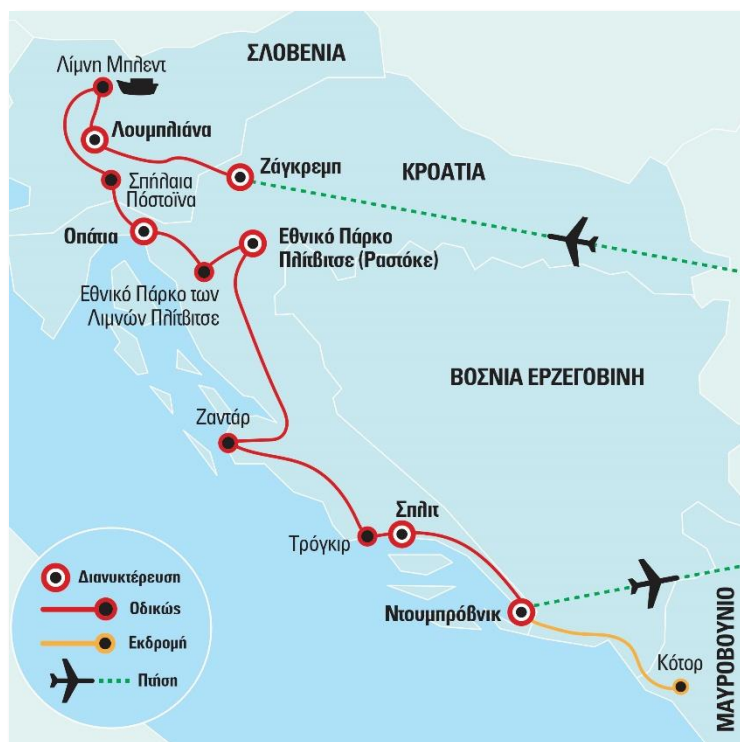 ΣΛΟΒΕΝΙΑ
Λίμνη Μπλεντ
Λουμπλιάνα
Ζάγκρεμπ
ΚΡΟΑΤΙΑ
Σπήλαια
Πόστοϊνα
Οπάτια
Εθνικό Πάρκο
Πλίτβιτσε (Ραστόκε)
Εθνικό Πάρκο των
Λιμνών Πλίτβιτσε
ΒΟΣΝΙΑ ΕΡΖΕΓΟΒΙΝΗ
Ζαντάρ
Σπλιτ
Τρόγκιρ
Ντουμπρόβνικ
Κότορ
ΜΑΥΡΟΒΟΥΝΙΟ
Διανυκτέρευση
Οδικώς
Εκδρομή
Πτήση